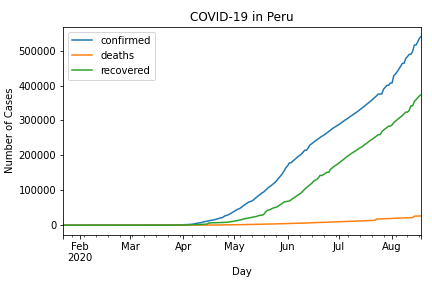 COVID-19 in Peru
confirmed
deaths
recovered
Number of Cases
500000
400000
300000
200000
100000
0
Feb Mar Apr May Jun Jul Aug
2020
Day